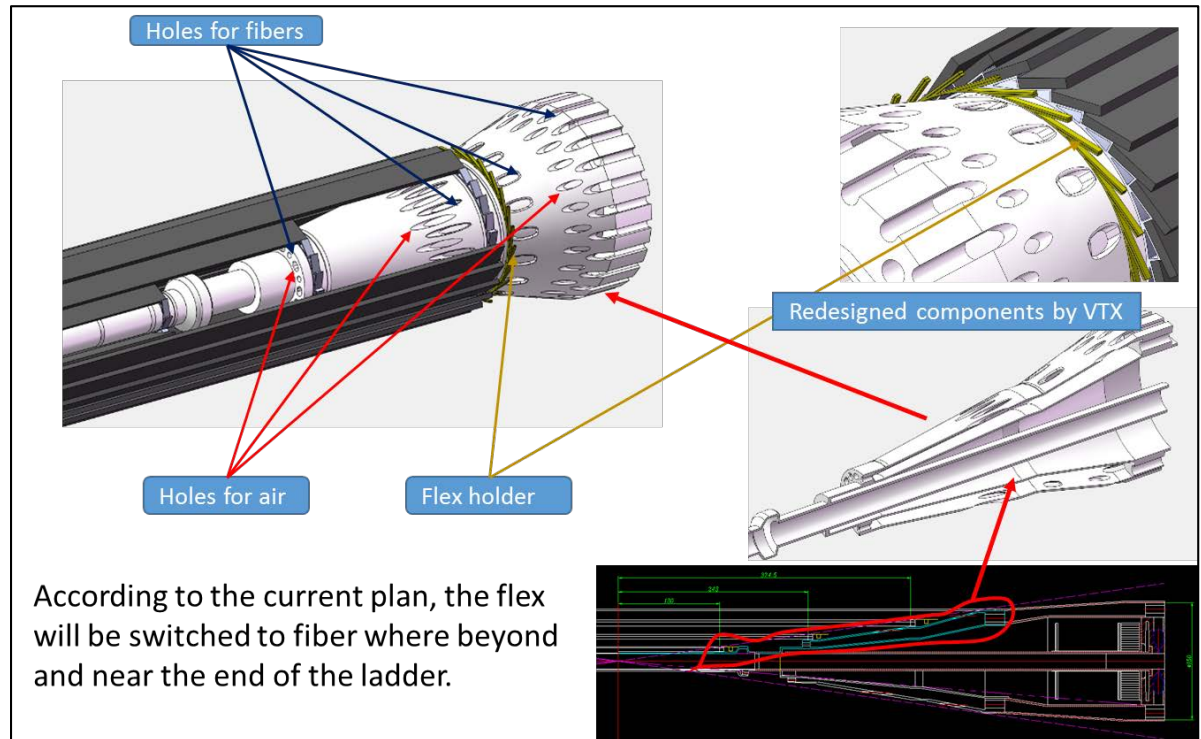 Holes for fibers
Redesigned components by VTX
Holes for air
Flex holder
According to the current plan, the flex
will be switched to fiber where beyond
and near the end of the ladder.
243